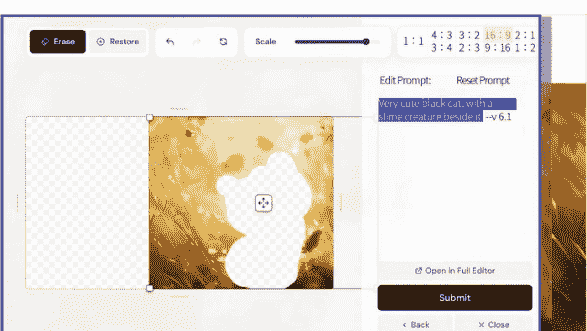 Erase
Restore
Scale
1:1
4:3 3:2 16:9 2:1
3:4 2:3 9:16 1:2
Edit Prompt:
Reset Prompt
Very cute black cat, with a
slime creature beside it --v 6.1
Open in Full Editor
Submit
Back
Close